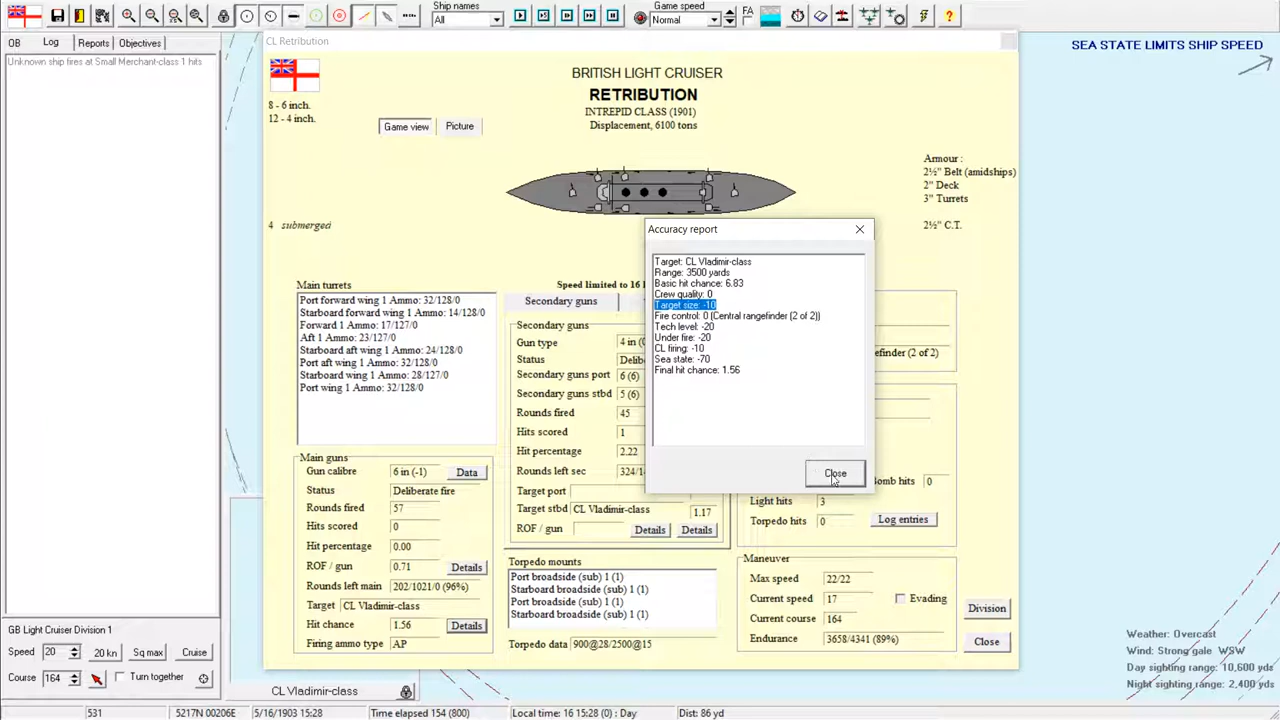 Ship names
All
Game speed
Normal
FA
OB
Log
Reports
Objectives
Unknown ship fires at Small Merchant-class 1 hits
SEA STATE LIMITS SHIP SPEED
CL Retribution
BRITISH LIGHT CRUISER
RETRIBUTION
INTREPID CLASS (1901)
Displacement, 6100 tons
8 - 6 inch.
12 - 4 inch.
Game view
Picture
Armour :
2½" Belt (amidships)
2" Deck
3" Turrets
2½" C.T.
4 submerged
Accuracy report
Target: CL Vladimir-class
Range: 3500 yards
Basic hit chance: 6.83
Crew quality: 0
Target size: -10
Fire control: 0 (Central rangefinder (2 of 2))
Tech level: -20
Under fire: -20
CL firing: -10
Sea state: -70
Final hit chance: 1.56
Close
Main turrets
Port forward wing 1 Ammo: 32/128/0
Starboard forward wing 1 Ammo: 14/128/0
Forward 1 Ammo: 17/127/0
Aft 1 Ammo: 23/127/0
Starboard aft wing 1 Ammo: 24/128/0
Port aft wing 1 Ammo: 32/128/0
Starboard wing 1 Ammo: 28/127/0
Port wing 1 Ammo: 32/128/0
Speed limited to 16
Secondary guns
Secondary guns
Gun type 4 in
Status Delib
Secondary guns port 6 (6)
Secondary guns stbd 5 (6)
Rounds fired 45
Hits scored 1
Hit percentage 2.22
Rounds left sec
Target port
Target stbd CL Vladimir-class 1.17
ROF / gun Details Details
efinder (2 of 2)
Bomb hits 0
Light hits 3
Torpedo hits 0 Log entries
Main guns
Gun calibre 6 in (-1) Data
Status Deliberate fire
Rounds fired 57
Hits scored 0
Hit percentage 0.00
ROF / gun 0.71 Details
Rounds left main 202/1021/0 (96%)
Target CL Vladimir-class
Hit chance 1.56 Details
Firing ammo type AP
Torpedo mounts
Port broadside (sub) 1 (1)
Starboard broadside (sub) 1 (1)
Port broadside (sub) 1 (1)
Starboard broadside (sub) 1 (1)
Torpedo data 900@28/2500@15
Maneuver
Max speed 22/22
Current speed 17 Evading
Current course 164
Endurance 3658/4341 (89%)
Division
Close
GB Light Cruiser Division 1
Speed 20 20 kn Sq max Cruise
Course 164 Turn together
CL Vladimir-class
Weather: Overcast
Wind: Strong gale WSW
Day sighting range: 10,600 yds
Night sighting range: 2,400 yds
531 5217N 00206E 5/16/1903 15:28 Time elapsed 154 (800) Local time: 16 15:28 (0) : Day Dist: 86 yd